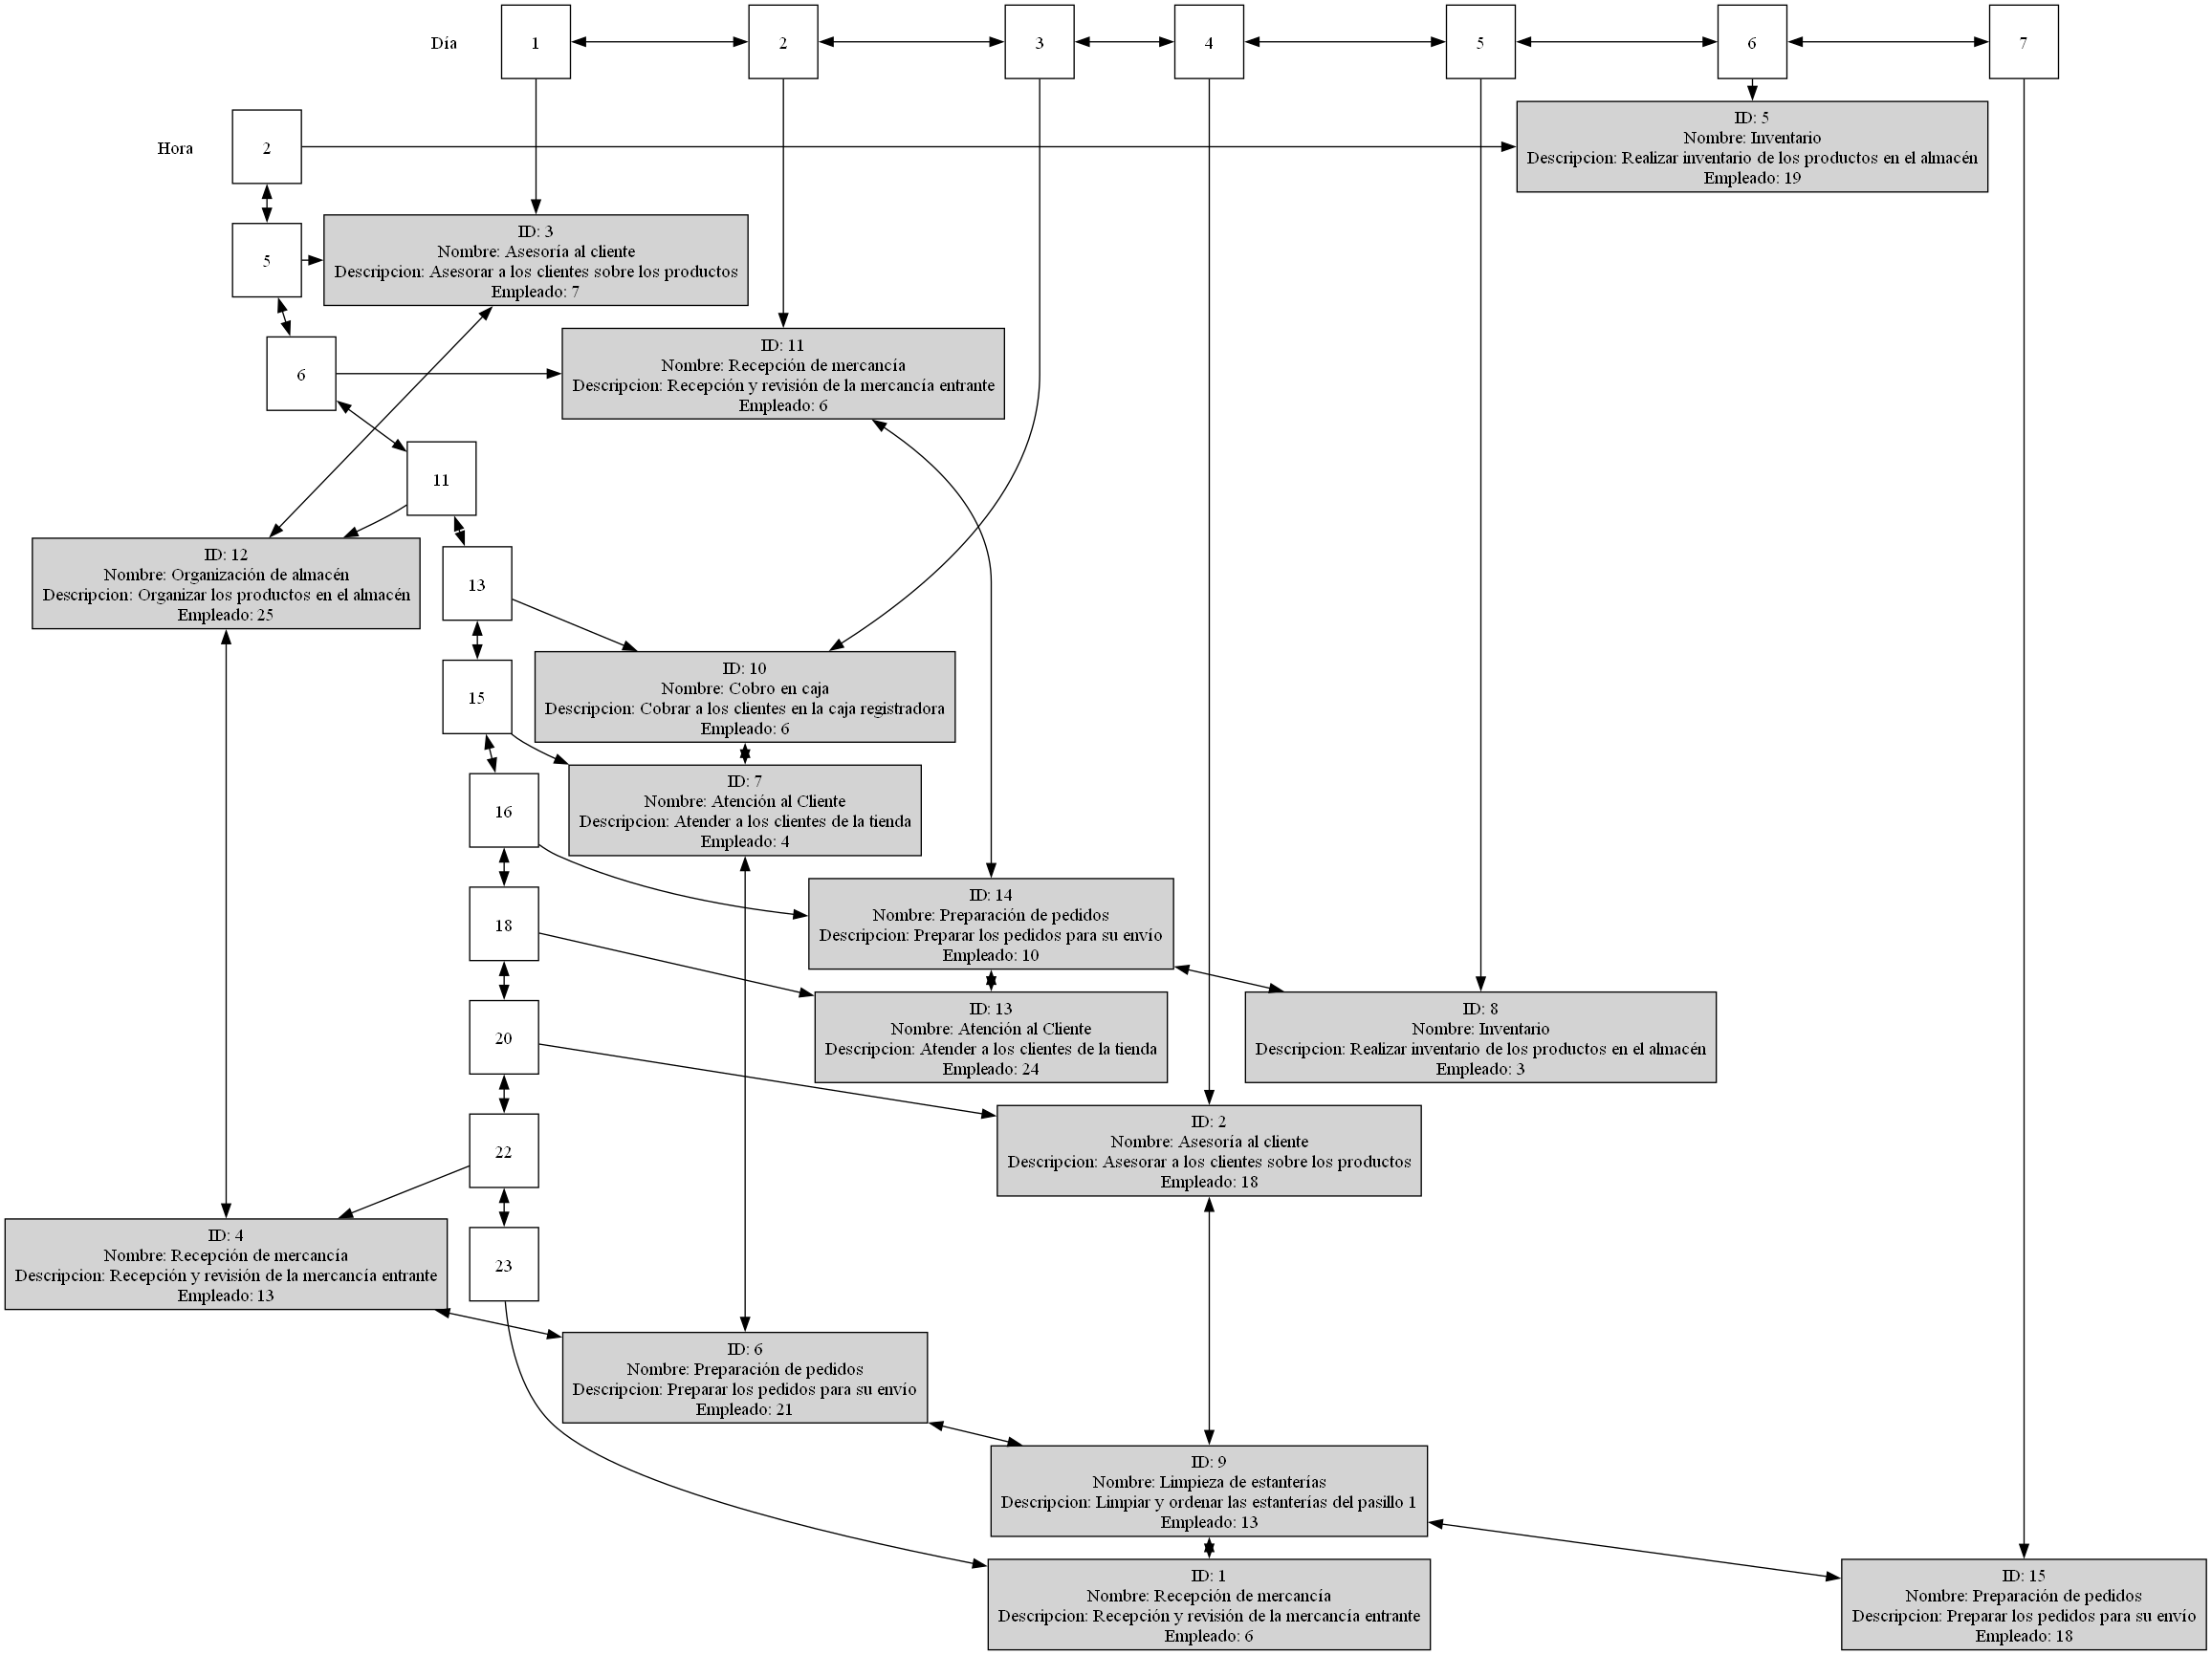 Día
1
2
3
4
5
6
7
Hora
2
ID: 5
Nombre: Inventario
Descripcion: Realizar inventario de los productos en el almacén
Empleado: 19
5
ID: 3
Nombre: Asesoría al cliente
Descripcion: Asesorar a los clientes sobre los productos
Empleado: 7
6
ID: 11
Nombre: Recepción de mercancía
Descripcion: Recepción y revisión de la mercancía entrante
Empleado: 6
11
ID: 12
Nombre: Organización de almacén
Descripcion: Organizar los productos en el almacén
Empleado: 25
13
ID: 10
Nombre: Cobro en caja
Descripcion: Cobrar a los clientes en la caja registradora
Empleado: 6
15
ID: 7
Nombre: Atención al Cliente
Descripcion: Atender a los clientes de la tienda
Empleado: 4
16
ID: 14
Nombre: Preparación de pedidos
Descripcion: Preparar los pedidos para su envío
Empleado: 10
18
ID: 13
Nombre: Atención al Cliente
Descripcion: Atender a los clientes de la tienda
Empleado: 24
ID: 8
Nombre: Inventario
Descripcion: Realizar inventario de los productos en el almacén
Empleado: 3
20
ID: 2
Nombre: Asesoría al cliente
Descripcion: Asesorar a los clientes sobre los productos
Empleado: 18
22
ID: 4
Nombre: Recepción de mercancía
Descripcion: Recepción y revisión de la mercancía entrante
Empleado: 13
23
ID: 6
Nombre: Preparación de pedidos
Descripcion: Preparar los pedidos para su envío
Empleado: 21
ID: 9
Nombre: Limpieza de estanterías
Descripcion: Limpiar y ordenar las estanterías del pasillo 1
Empleado: 13
ID: 1
Nombre: Recepción de mercancía
Descripcion: Recepción y revisión de la mercancía entrante
Empleado: 6
ID: 15
Nombre: Preparación de pedidos
Descripcion: Preparar los pedidos para su envío
Empleado: 18